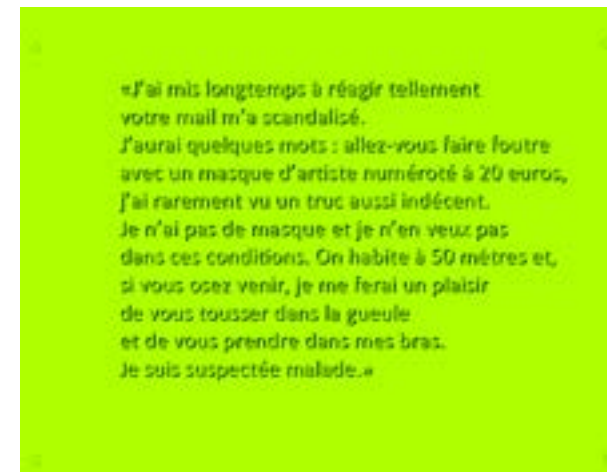 «J'ai mis longtemps à réagir tellement
votre mail m'a scandalisé.
J'aurai quelques mots : allez-vous faire foutre
avec un masque d'artiste numéroté à 20 euros,
j'ai rarement vu un truc aussi indécent.
Je n'ai pas de masque et je n'en veux pas
dans ces conditions. On habite à 50 mètres et,
si vous osez venir, je me ferai un plaisir
de vous tousser dans la gueule
et de vous prendre dans mes bras.
Je suis suspectée malade.»